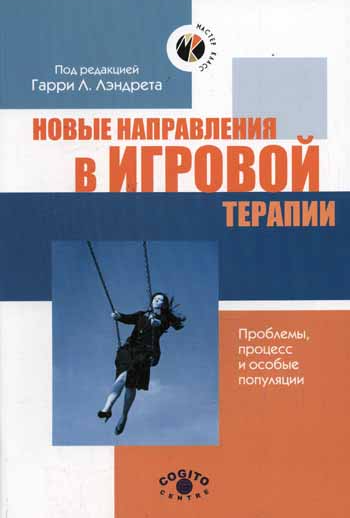 МАСТЕР КЛАСС
Под редакцией
Гарри Л. Лэндрета
НОВЫЕ НАПРАВЛЕНИЯ
В ИГРОВОЙ
ТЕРАПИИ
Проблемы,
процесс
и особые
популяции
COGITO
CENTRE